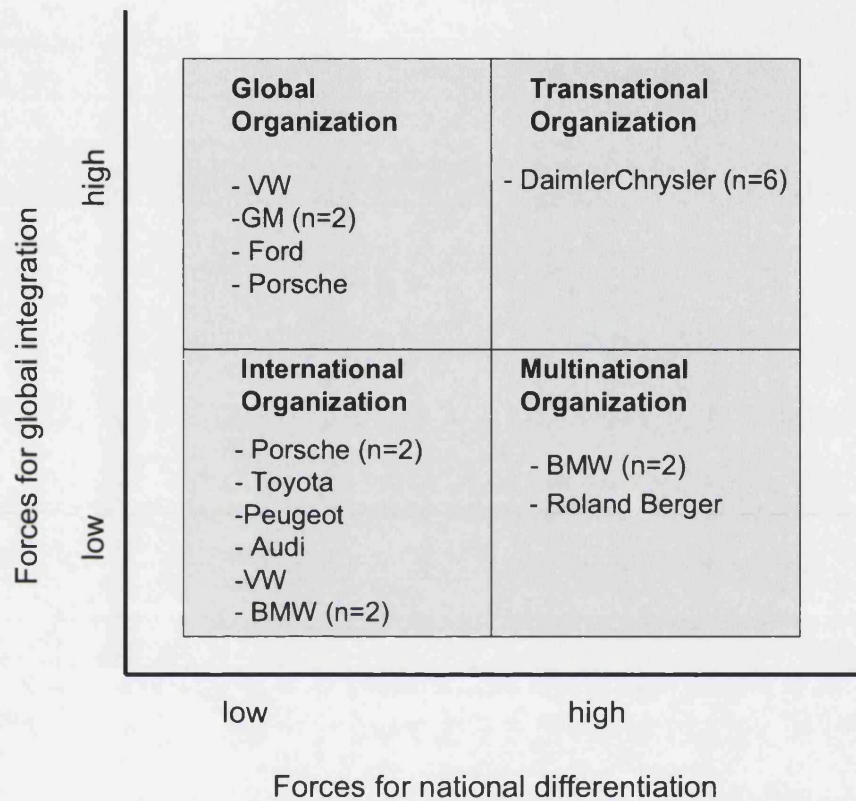 Forces for global integration
high
low
Global
Organization
- VW
-GM (n=2)
- Ford
- Porsche
Transnational
Organization
- DaimlerChrysler (n=6)
International
Organization
- Porsche (n=2)
- Toyota
-Peugeot
- Audi
-VW
- BMW (n=2)
Multinational
Organization
- BMW (n=2)
- Roland Berger
low
high
Forces for national differentiation